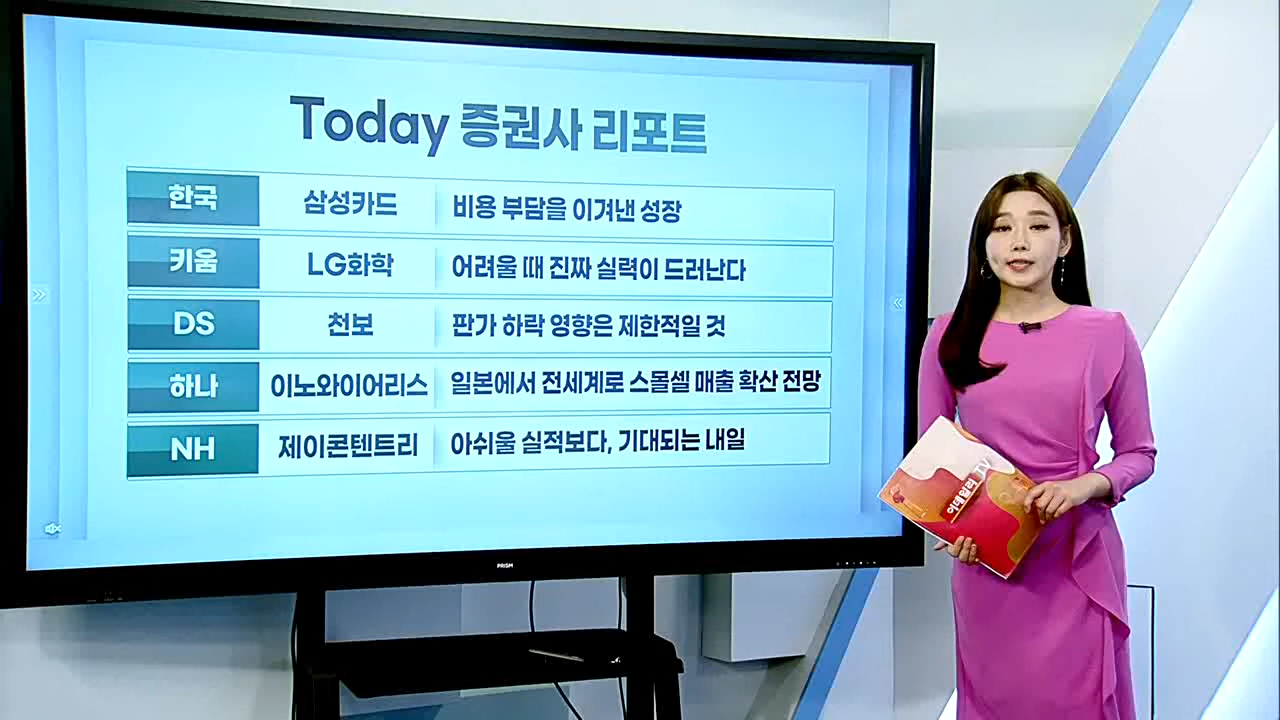 Today 증권사 리포트
한국 삼성카드 비용 부담을 이겨낸 성장
키움 LG화학 어려울 때 진짜 실력이 드러난다
DS 천보 판가 하락 영향은 제한적일 것
하나 이노와이어리스 일본에서 전세계로 스몰셀 매출 확산 전망
NH 제이콘텐트리 아쉬울 실적보다, 기대되는 내일
PRISM
이데일리 TV